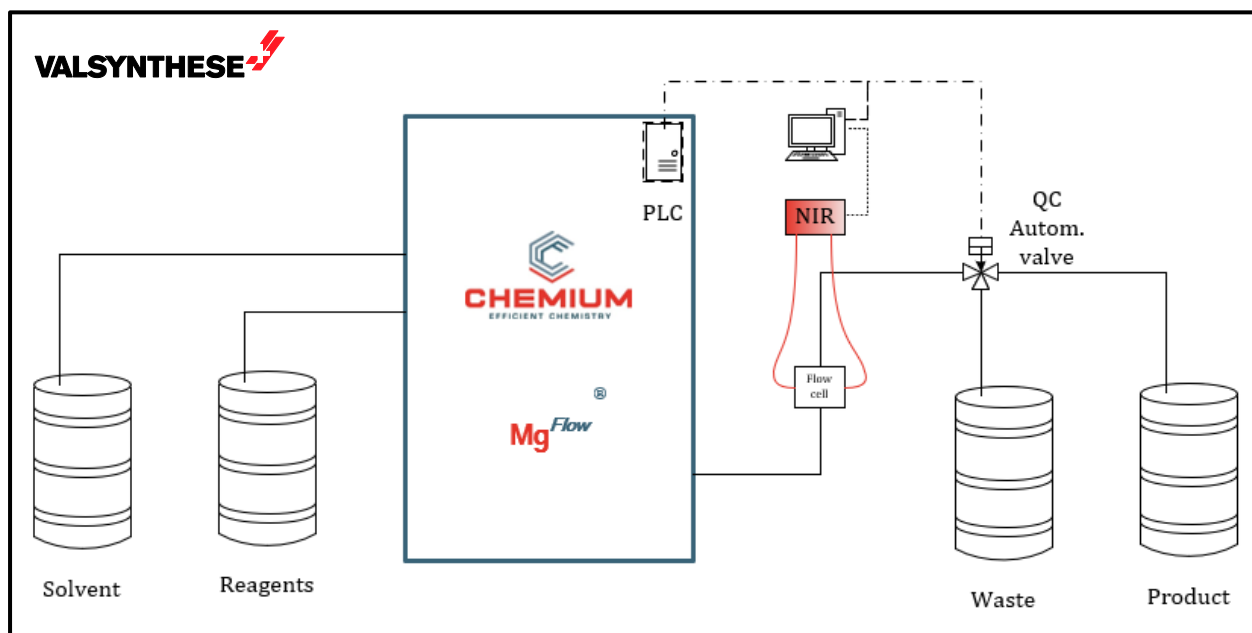 VALSYNTHESE
PLC
NIR
QC
Autom.
valve
CHEMIUM
EFFICIENT CHEMISTRY
Flow
cell
®
Mg Flow
Solvent
Reagents
Waste
Product